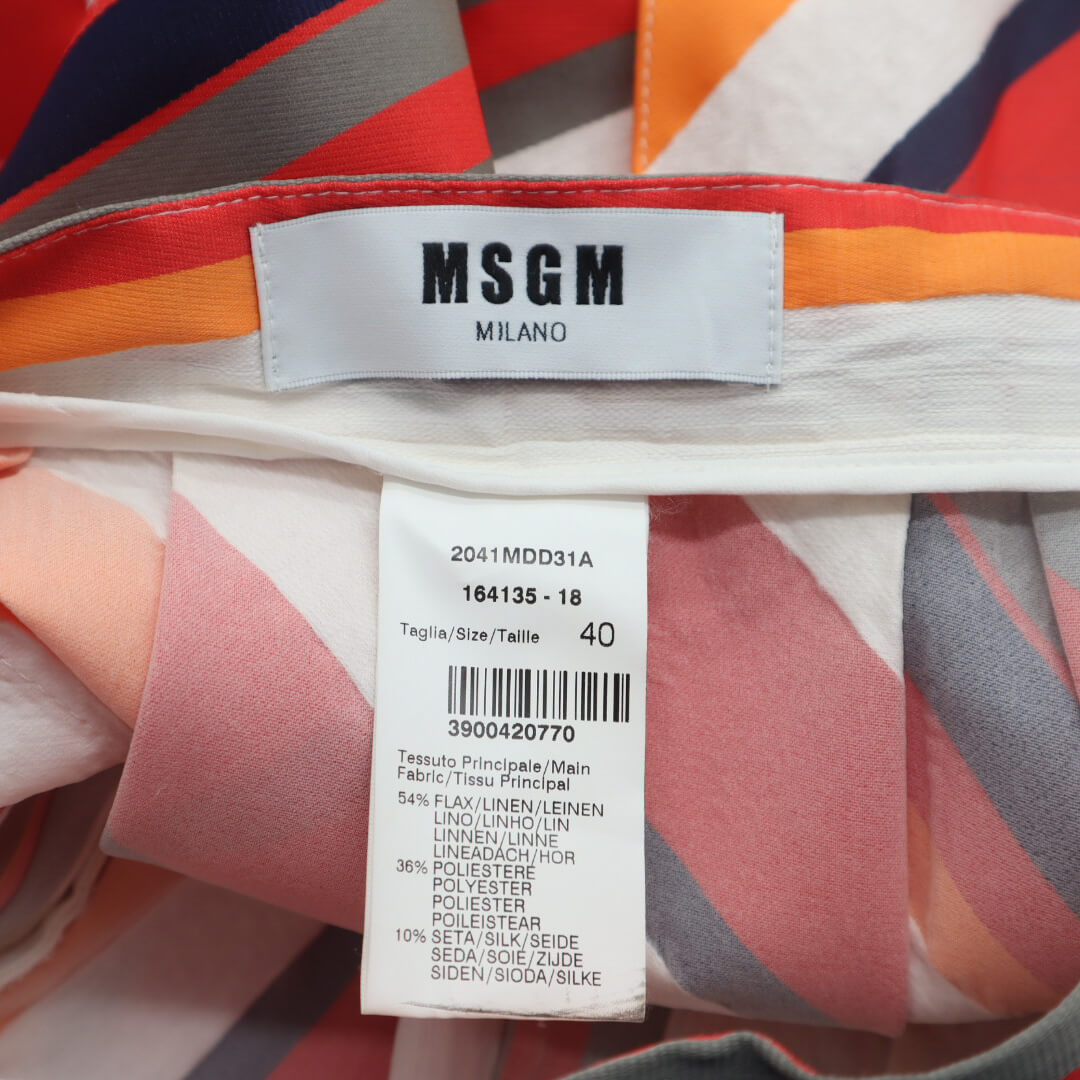 MSGM
MILANO
2041MDD31A
164135 - 18
Taglia/Size/Taille 40
3900420770
Tessuto Principale/Main
Fabric/Tissu Principal
54% FLAX/LINEN/LEINEN
LINO/LINHO/LIN
LINNEN/LINNE
LINEADACH/HOR
36% POLIESTERE
POLYESTER
POLIESTER
POILEISTEAR
10% SETA/SILK/SEIDE
SEDA/SOIE/ZIJDE
SIDEN/SIODA/SILKE